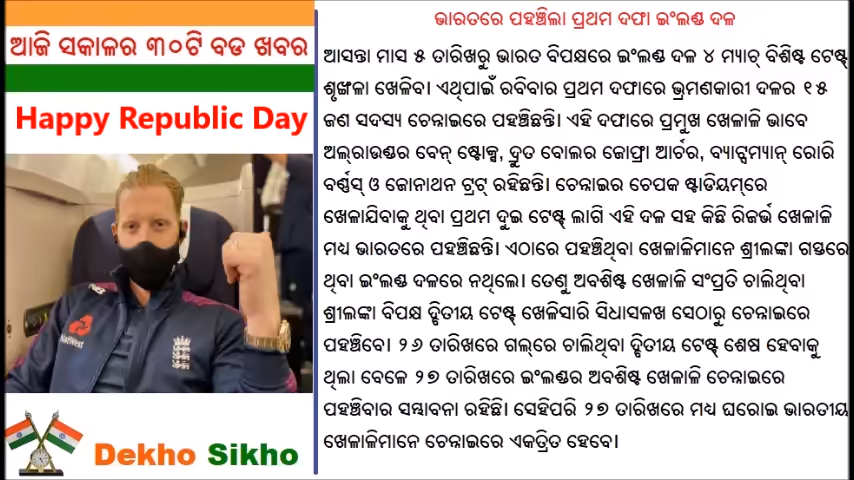 ଆଜି ସକାଳର ୩୦ଟି ବଡ ଖବର
Happy Republic Day
NatWest
Dekho Sikho
ଭାରତରେ ପହଞ୍ଚିଲା ପ୍ରଥମ ଦଫା ଇଂଲଣ୍ଡ ଦଳ
ଆସନ୍ତା ମାସ ୫ ତାରିଖରୁ ଭାରତ ବିପକ୍ଷରେ ଇଂଲଣ୍ଡ ଦଳ ୪ ମ୍ୟାଚ୍ ବିଶିଷ୍ଟ ଟେଷ୍ଟ୍
ଶୃଙ୍ଖଳା ଖେଳିବ। ଏଥିପାଇଁ ରବିବାର ପ୍ରଥମ ଦଫାରେ ଭ୍ରମଣକାରୀ ଦଳର ୧୫
ଜଣ ସଦସ୍ୟ ଚେନ୍ନାଇରେ ପହଞ୍ଚିଛନ୍ତି। ଏହି ଦଫାରେ ପ୍ରମୁଖ ଖେଳାଳି ଭାବେ
ଅଲ୍‌ରାଉଣ୍ଡର ବେନ୍ ଷ୍ଟୋକ୍ସ, ଦ୍ରୁତ ବୋଲର ଜୋଫ୍ରା ଆର୍ଚର, ବ୍ୟାଟ୍ସମ୍ୟାନ୍ ରୋରି
ବର୍ଣ୍ଣସ୍ ଓ ଜୋନାଥନ ଟ୍ରଟ୍ ରହିଛନ୍ତି। ଚେନ୍ନାଇର ଚେପକ ଷ୍ଟାଡିୟମ୍‌ରେ
ଖେଳାଯିବାକୁ ଥିବା ପ୍ରଥମ ଦୁଇ ଟେଷ୍ଟ୍ ଲାଗି ଏହି ଦଳ ସହ କିଛି ରିଜର୍ଭ ଖେଳାଳି
ମଧ୍ୟ ଭାରତରେ ପହଞ୍ଚିଛନ୍ତି। ଏଠାରେ ପହଞ୍ଚିଥିବା ଖେଳାଳିମାନେ ଶ୍ରୀଲଙ୍କା ଗସ୍ତରେ
ଥିବା ଇଂଲଣ୍ଡ ଦଳରେ ନଥିଲେ। ତେଣୁ ଅବଶିଷ୍ଟ ଖେଳାଳି ସଂପ୍ରତି ଚାଲିଥିବା
ଶ୍ରୀଲଙ୍କା ବିପକ୍ଷ ଦ୍ୱିତୀୟ ଟେଷ୍ଟ୍ ଖେଳିସାରି ସିଧାସଳଖ ସେଠାରୁ ଚେନ୍ନାଇରେ
ପହଞ୍ଚିବେ। ୨୬ ତାରିଖରେ ଗଲ୍‌ରେ ଚାଲିଥିବା ଦ୍ୱିତୀୟ ଟେଷ୍ଟ୍ ଶେଷ ହେବାକୁ
ଥିଲା ବେଳେ ୨୭ ତାରିଖରେ ଇଂଲଣ୍ଡର ଅବଶିଷ୍ଟ ଖେଳାଳି ଚେନ୍ନାଇରେ
ପହଞ୍ଚିବାର ସମ୍ଭାବନା ରହିଛି। ସେହିପରି ୨୭ ତାରିଖରେ ମଧ୍ୟ ଘରୋଇ ଭାରତୀୟ
ଖେଳାଳିମାନେ ଚେନ୍ନାଇରେ ଏକତ୍ରିତ ହେବେ।